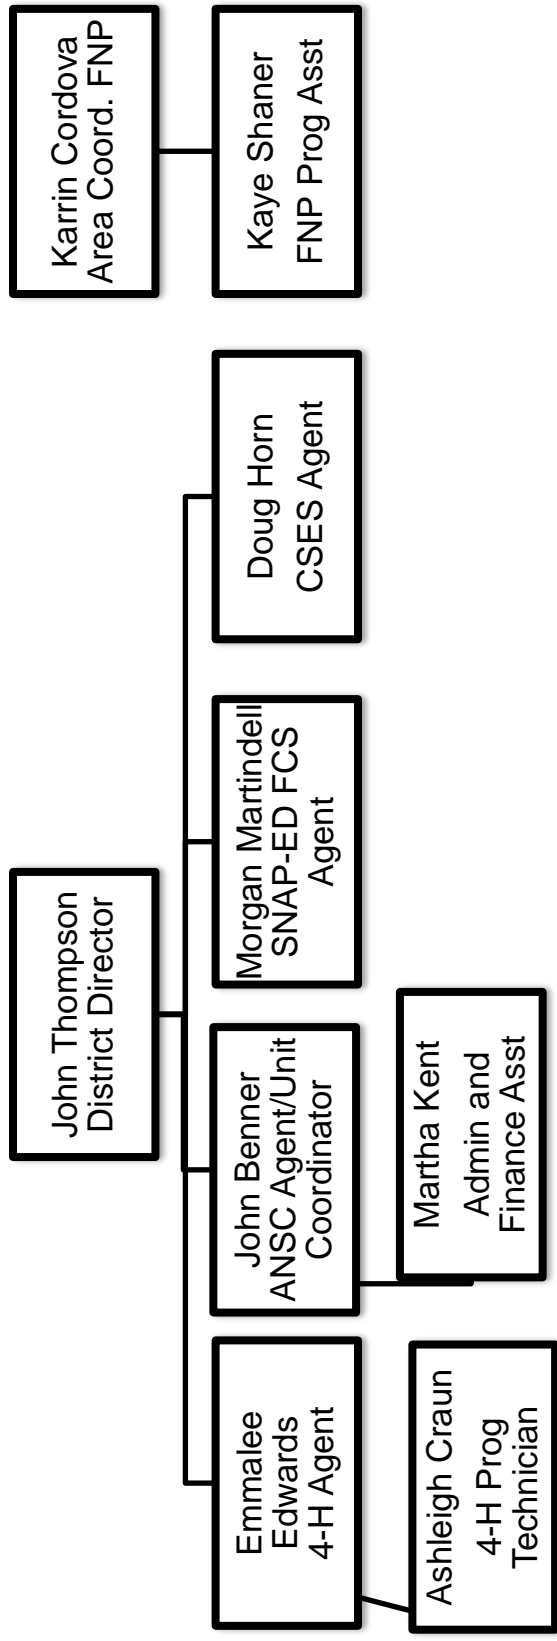 John Thompson
District Director
Karrin Cordova
Area Coord. FNP
Emmalee
Edwards
4-H Agent
John Benner
ANSC Agent/Unit
Coordinator
Morgan Martindell
SNAP-ED FCS
Agent
Doug Horn
CSES Agent
Kaye Shaner
FNP Prog Asst
Ashleigh Craun
4-H Prog
Technician
Martha Kent
Admin and
Finance Asst